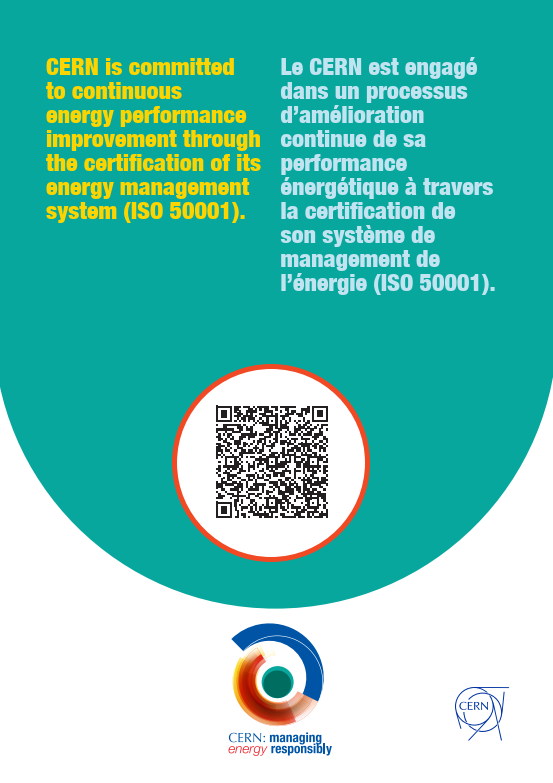 CERN is committed
to continuous
energy performance
improvement through
the certification of its
energy management
system (ISO 50001).
Le CERN est engagé
dans un processus
d’amélioration
continue de sa
performance
énergétique à travers
la certification de
son système de
management de
l’énergie (ISO 50001).
CERN: managing
energy responsibly
CERN